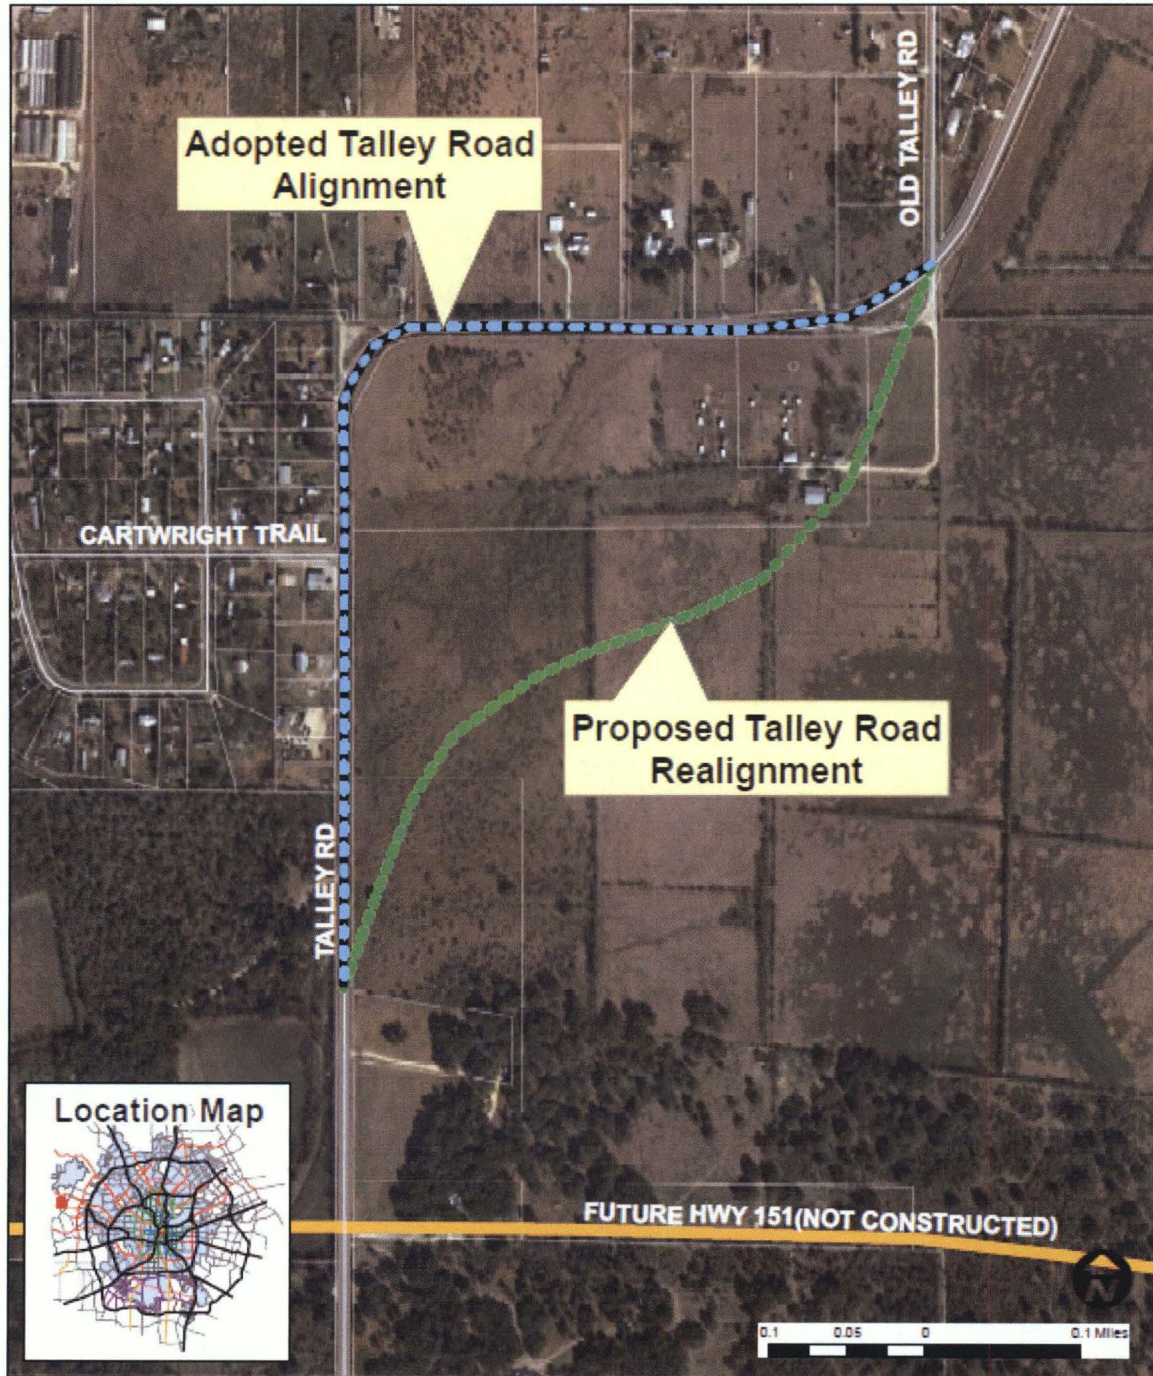 OLD TALLEY RD
Adopted Talley Road
Alignment
CARTWRIGHT TRAIL
Proposed Talley Road
Realignment
TALLEY RD
Location Map
FUTURE HWY 151(NOT CONSTRUCTED)
N
0.1 0.05 0 0.1 Miles